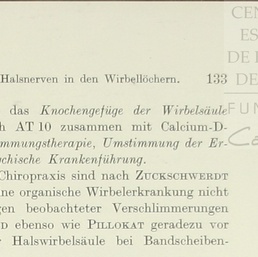 Halsnerven in den Wirbellöchern. 133
das Knochengefüge der Wirbelsäule
AT 10 zusammen mit Calcium-D-
mmungstherapie, Umstimmung der Er-
chische Krankenführung.
Chiropraxis sind nach ZUCKSCHWERDT
ne organische Wirbelerkrankung nicht
gen beobachteter Verschlimmerungen
D ebenso wie PILLOKAT geradezu vor
r Halswirbelsäule bei Bandscheiben-
CEN
ES
DE
DE
FUN